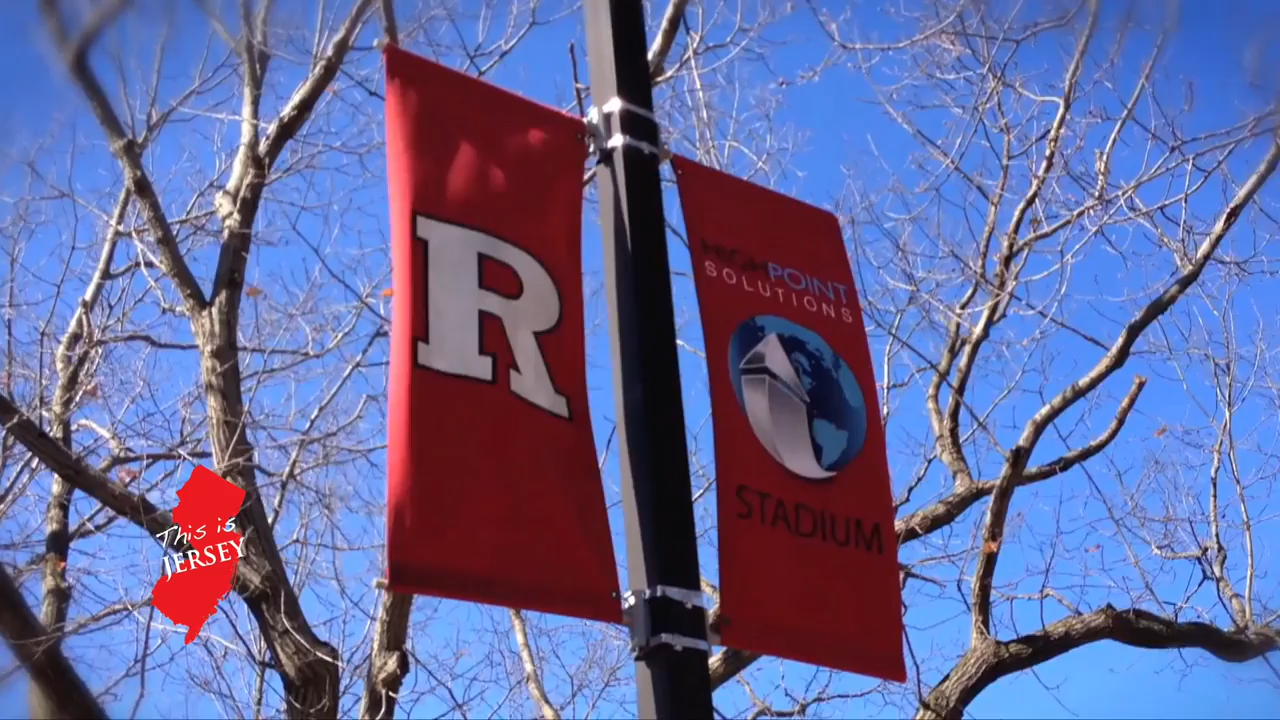 R
HIGHPOINT
SOLUTIONS
STADIUM
This is
JERSEY